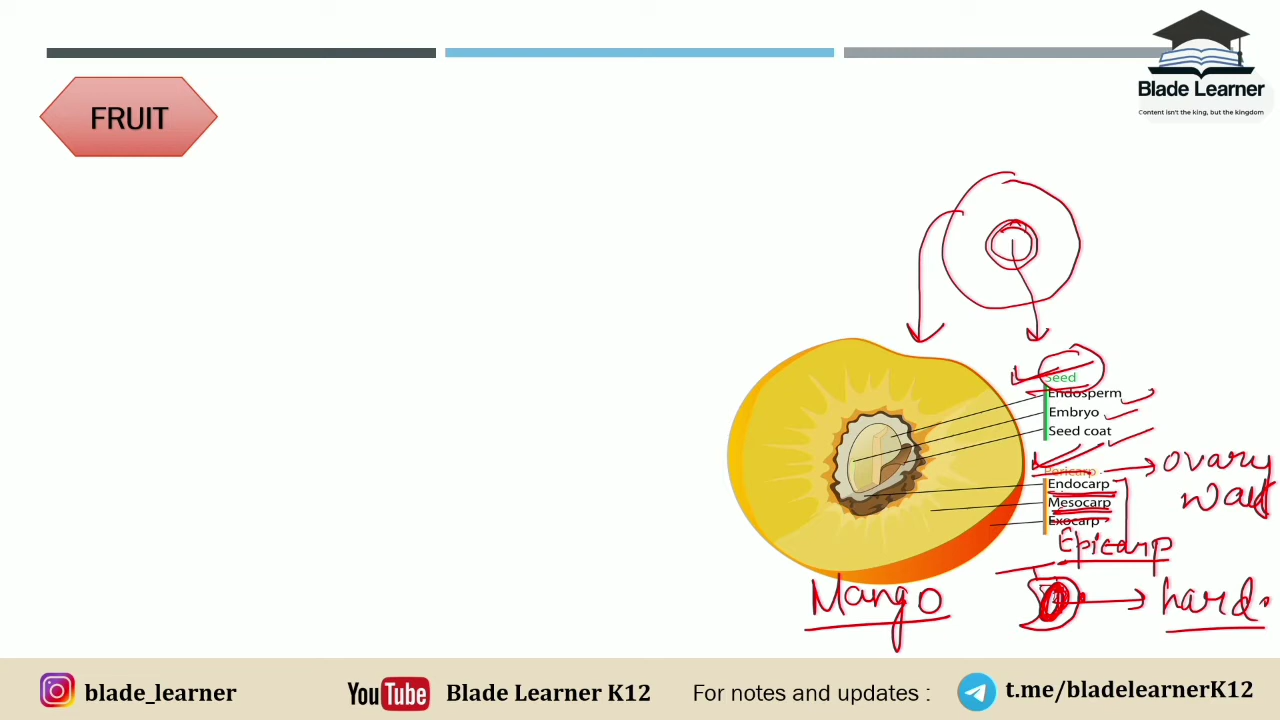 Blade Learner
Content isn't the king, but the kingdom
FRUIT
Seed
Endosperm
Embryo
Seed coat
Pericarp
ovary
wall
Endocarp
Mesocarp
Exocarp
Epicarp
Mango
hard
blade_learner
YouTube
Blade Learner K12
For notes and updates :
t.me/bladelearnerK12